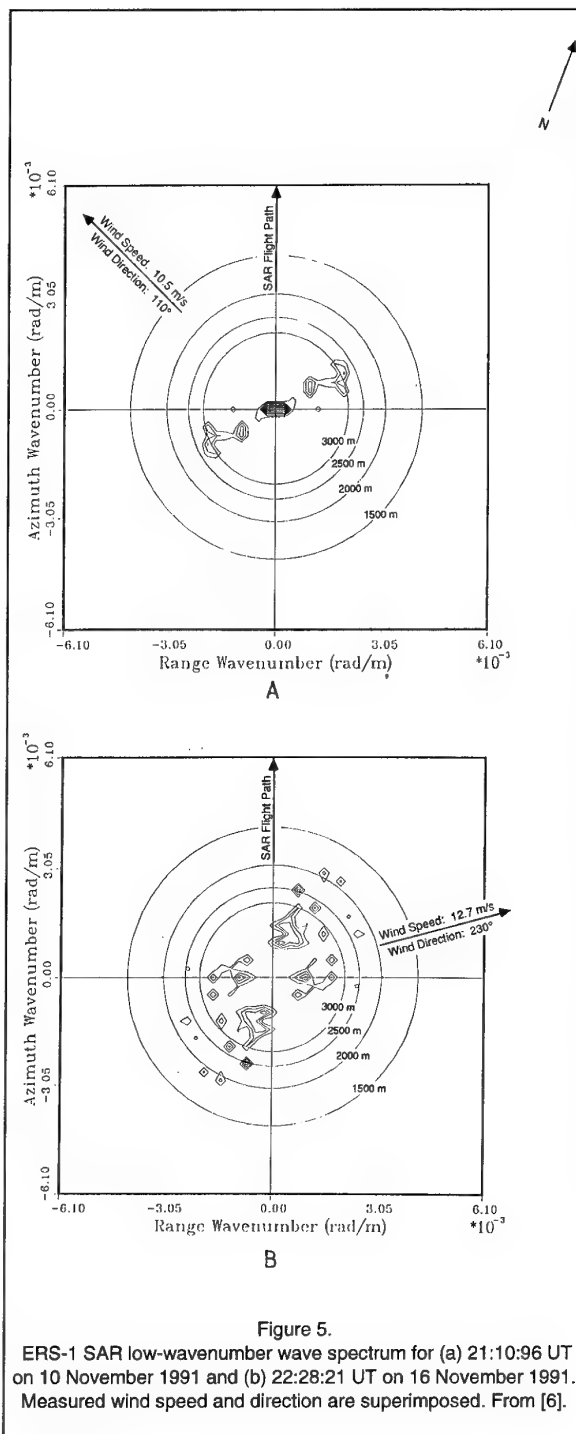 N
*10⁻³
6.10
3.05
0.00
-3.05
-6.10
Azimuth Wavenumber (rad/m)
Wind Speed: 10.5 m/s
Wind Direction: 110°
SAR Flight Path
3000 m
2500 m
2000 m
1500 m
-6.10 -3.05 0.00 3.05 6.10
Range Wavenumber (rad/m)
*10⁻³
A
*10⁻³
6.10
3.05
0.00
-3.05
-6.10
Azimuth Wavenumber (rad/m)
SAR Flight Path
Wind Speed: 12.7 m/s
Wind Direction: 230°
3000 m
2500 m
2000 m
1500 m
-6.10 -3.05 0.00 3.05 6.10
Range Wavenumber (rad/m)
*10⁻³
B
Figure 5.
ERS-1 SAR low-wavenumber wave spectrum for (a) 21:10:96 UT
on 10 November 1991 and (b) 22:28:21 UT on 16 November 1991.
Measured wind speed and direction are superimposed. From [6].